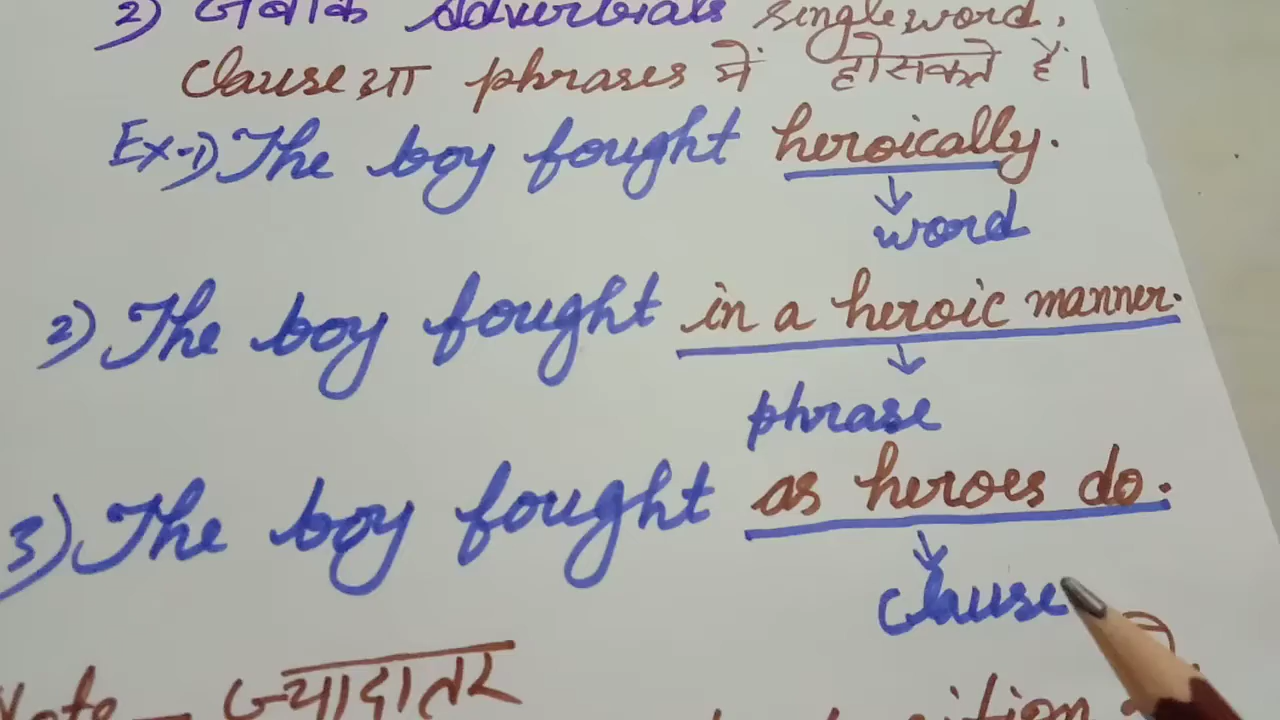 2) जबकि Adverbials single word,
clause या phrases में हो सकते हैं।
Ex-1) The boy fought heroically.
word
2) The boy fought in a heroic manner.
phrase
3) The boy fought as heroes do.
clause
Note - ज्यादातर